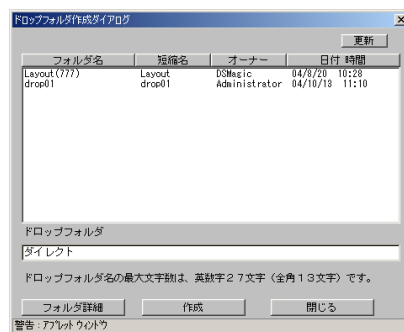 ドロップフォルダ作成ダイアログ
更新
フォルダ名 短縮名 オーナー 日付 時間
Layout(777) Layout DSMagic 04/8/20 10:28
drop01 drop01 Administrator 04/10/13 11:10
ドロップフォルダ
ダイレクト
ドロップフォルダ名の最大文字数は、英数字27文字(全角13文字)です。
フォルダ詳細 作成 閉じる
警告 : アプレット ウィンドウ